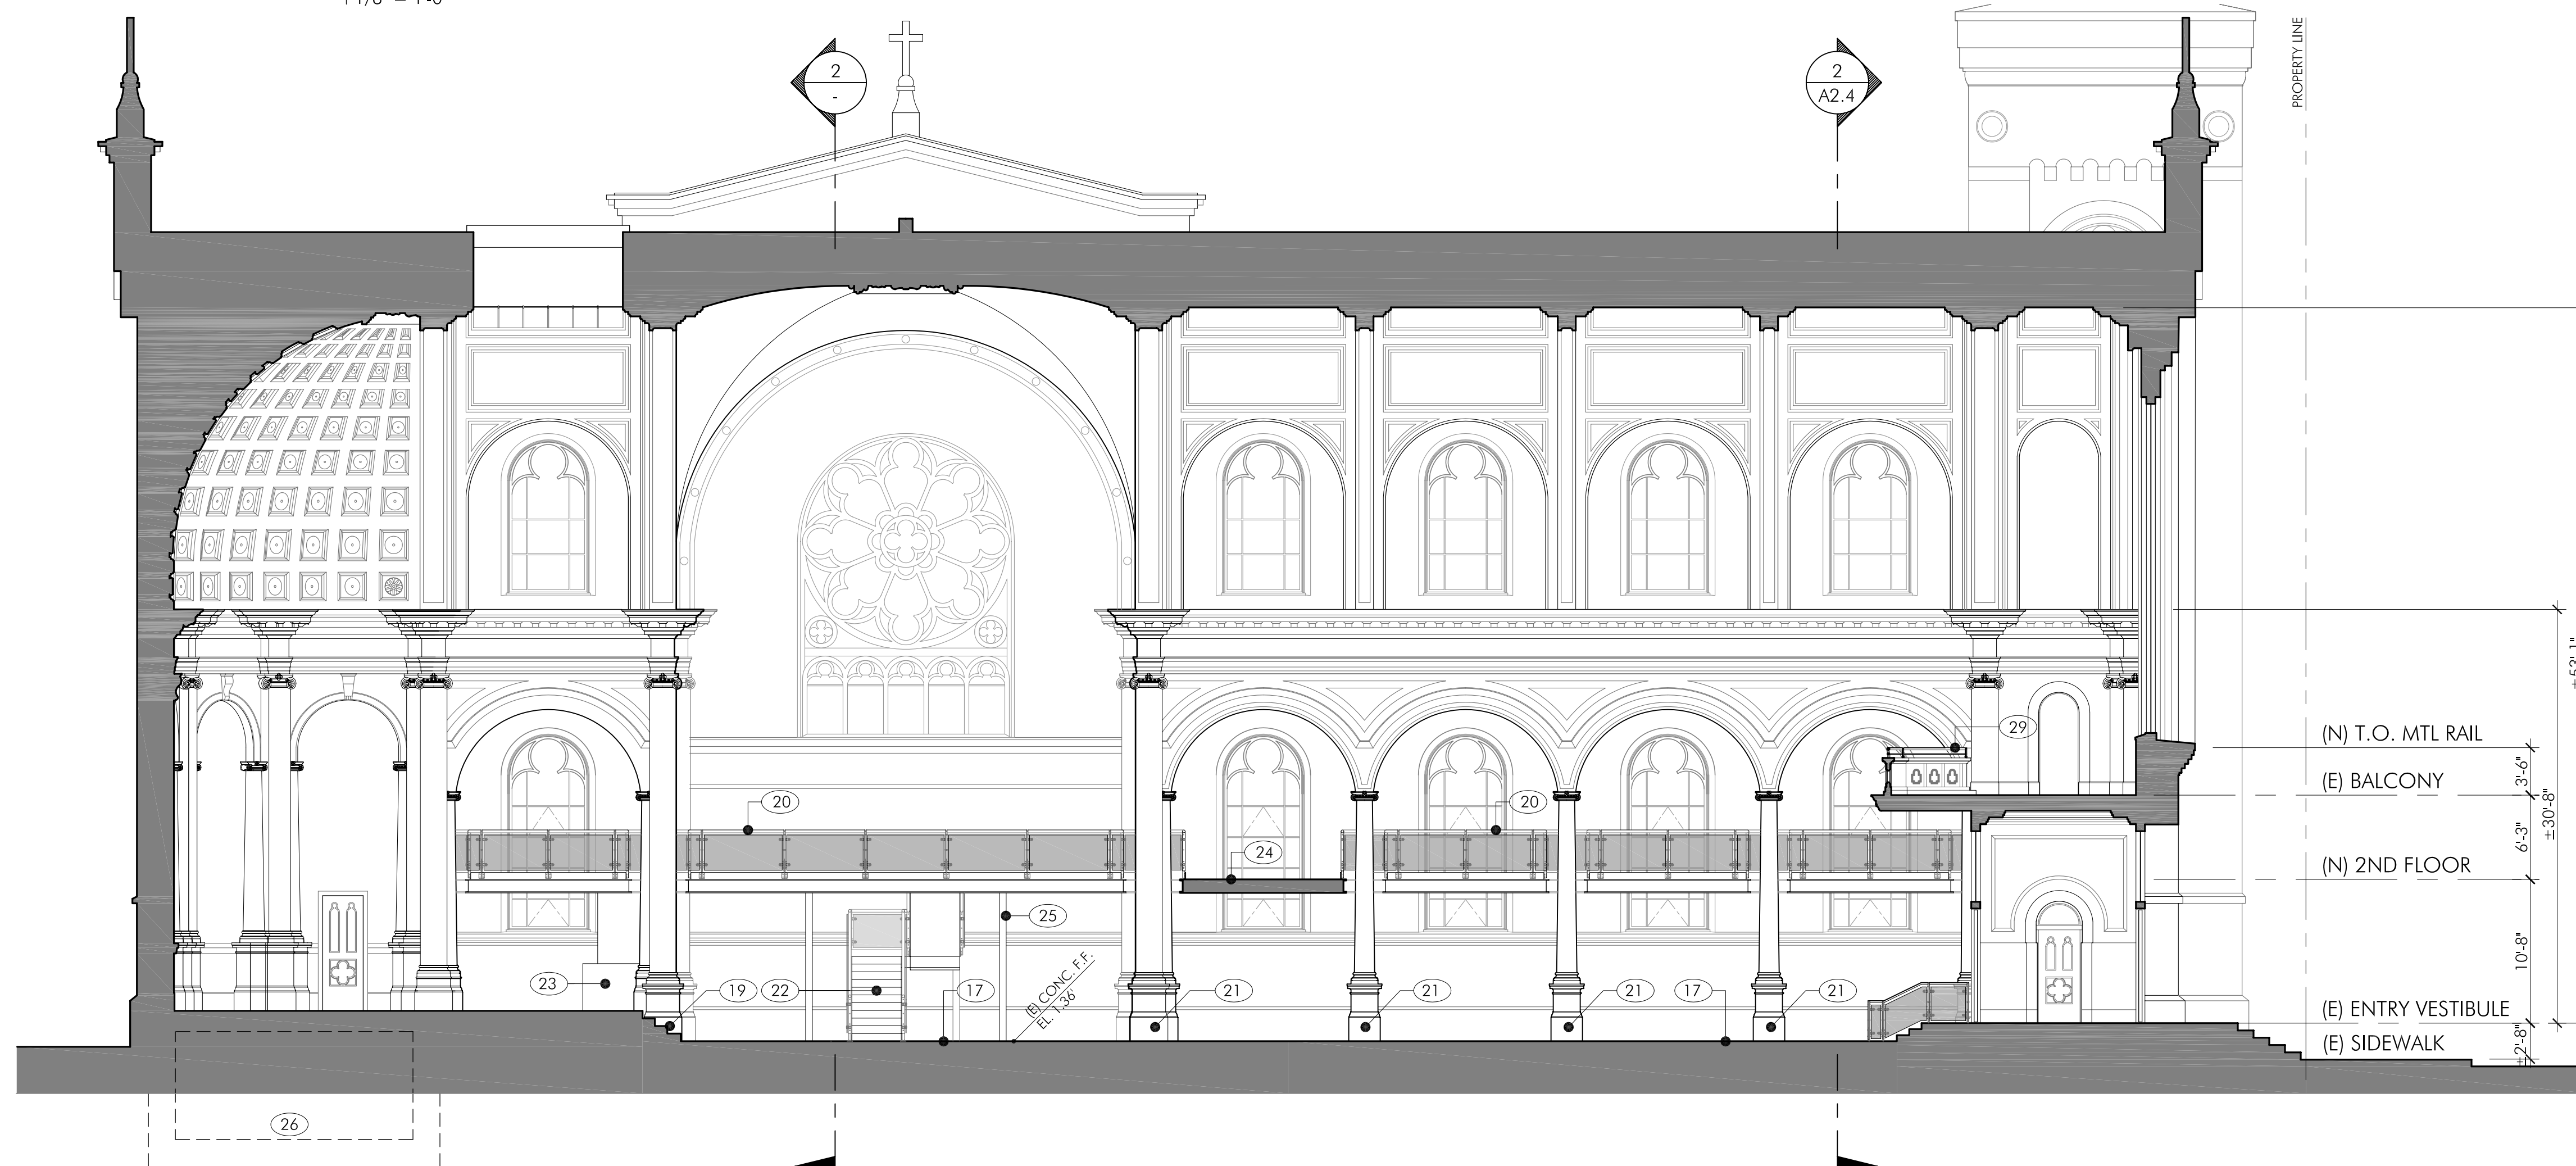 2
-
2
A2.4
PROPERTY LINE
29
20
20
24
25
(E) CONC. F.F.
EL. 1.36'
23
19
22
17
21
21
21
17
21
26
(N) T.O. MTL RAIL
(E) BALCONY
(N) 2ND FLOOR
(E) ENTRY VESTIBULE
(E) SIDEWALK
3'-6"
6'-3"
10'-8"
±2'-8"
±30'-8"